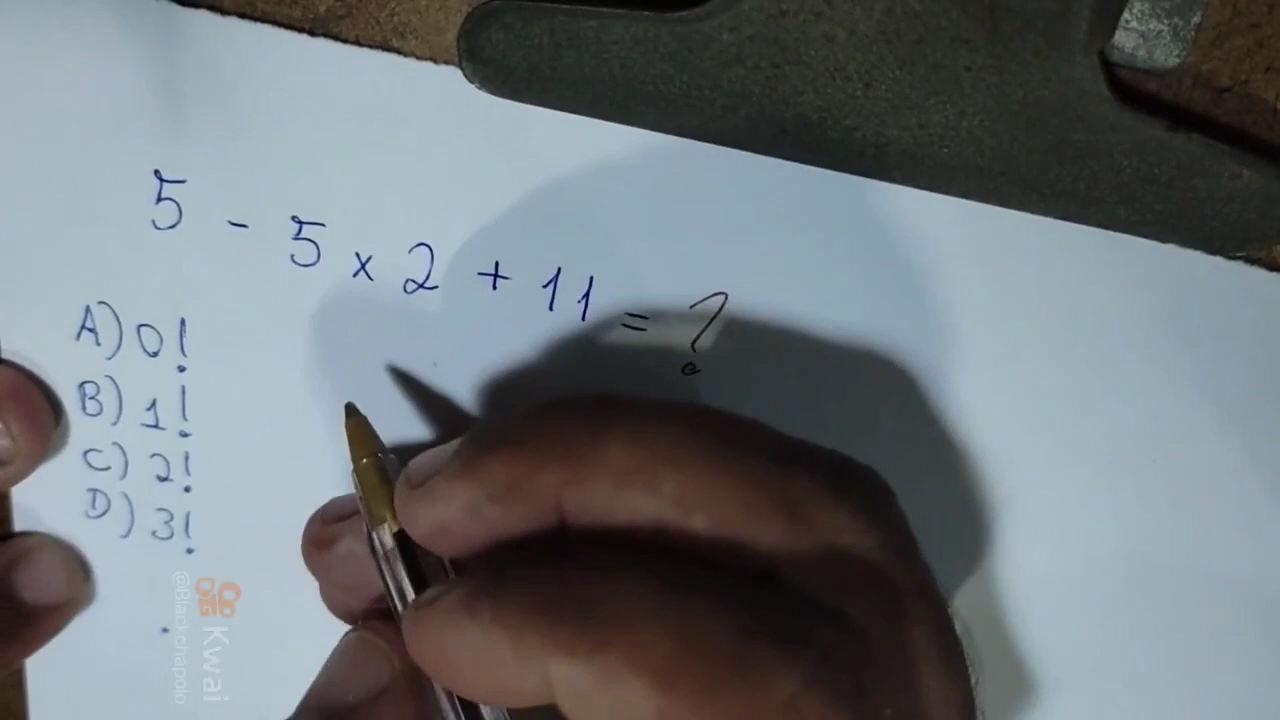 5 - 5 x 2 + 11 = ?
A) 0!
B) 1!
C) 2!
D) 3!
Kwai
@Blackchapolo